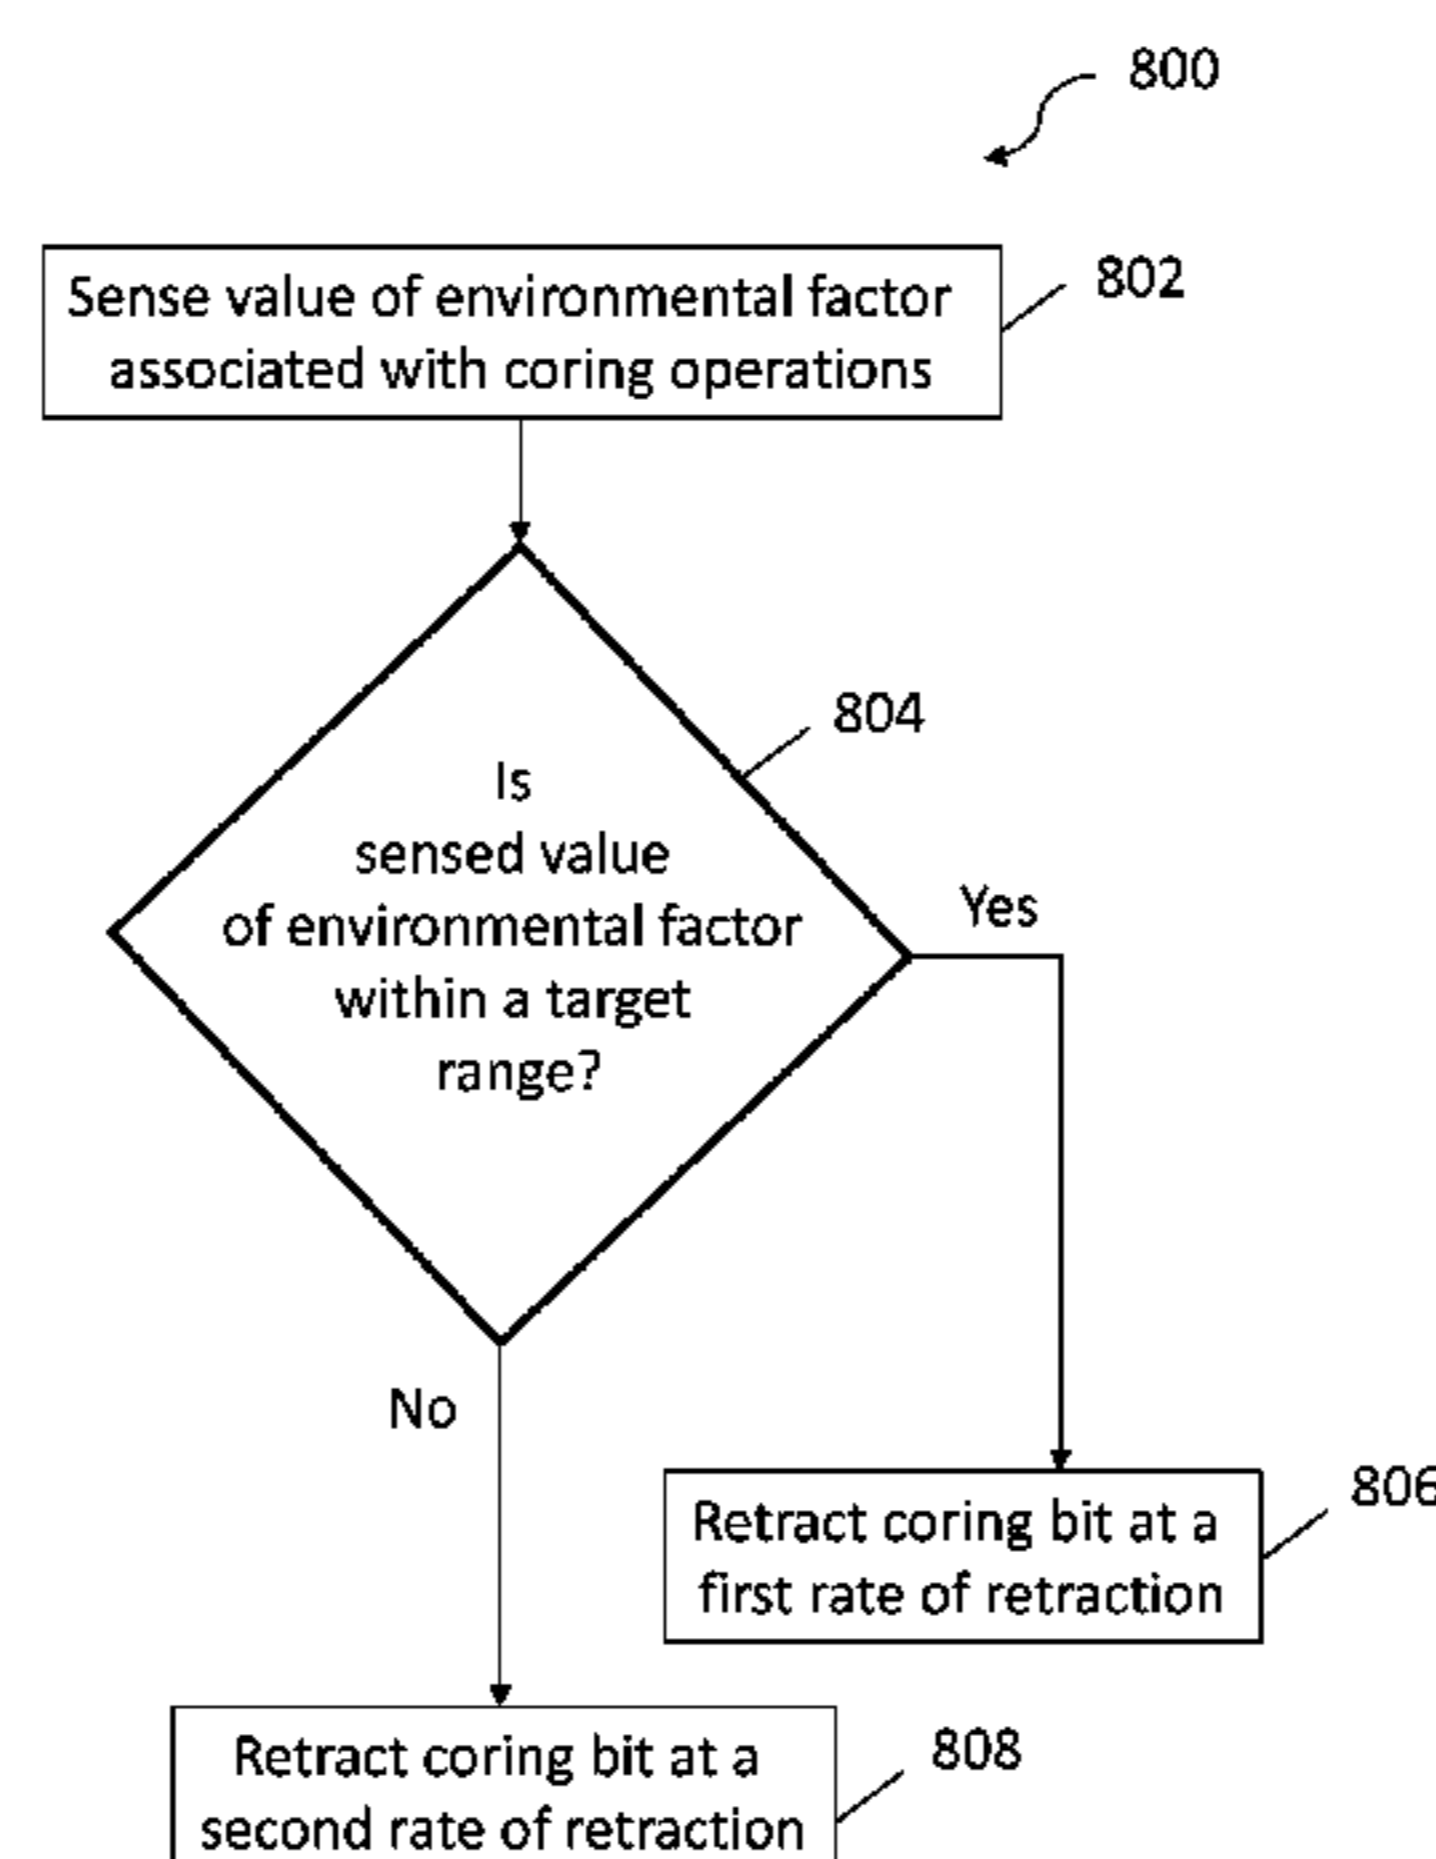 800
Sense value of environmental factor
associated with coring operations
802
804
Is
sensed value
of environmental factor
within a target
range?
Yes
No
Retract coring bit at a
first rate of retraction
806
Retract coring bit at a
second rate of retraction
808